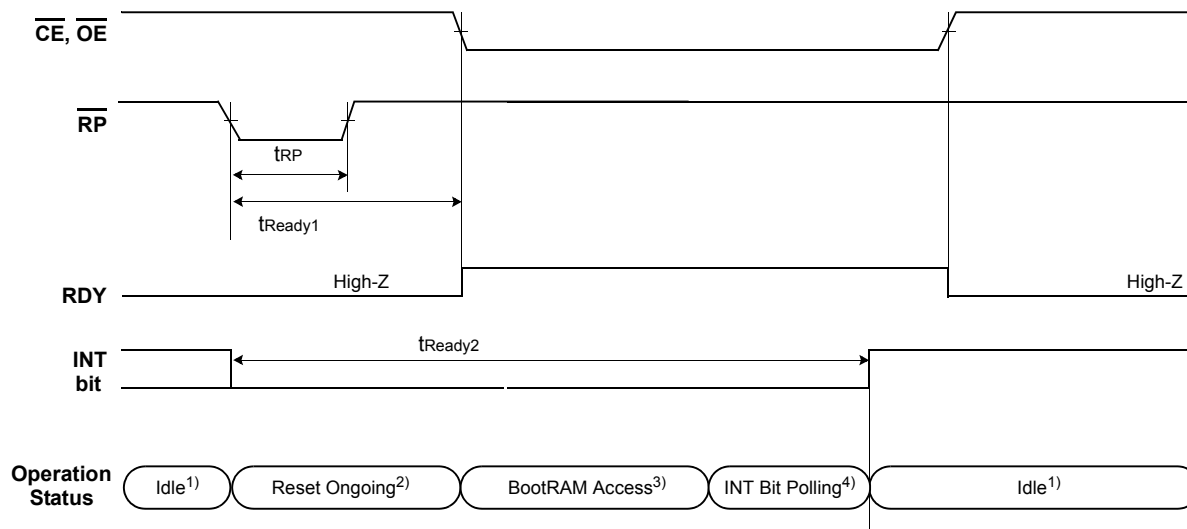 CE, OE
RP
tRP
tReady1
High-Z
High-Z
RDY
tReady2
INT
bit
Operation
Status
Idle1)
Reset Ongoing2)
BootRAM Access3)
INT Bit Polling4)
Idle1)